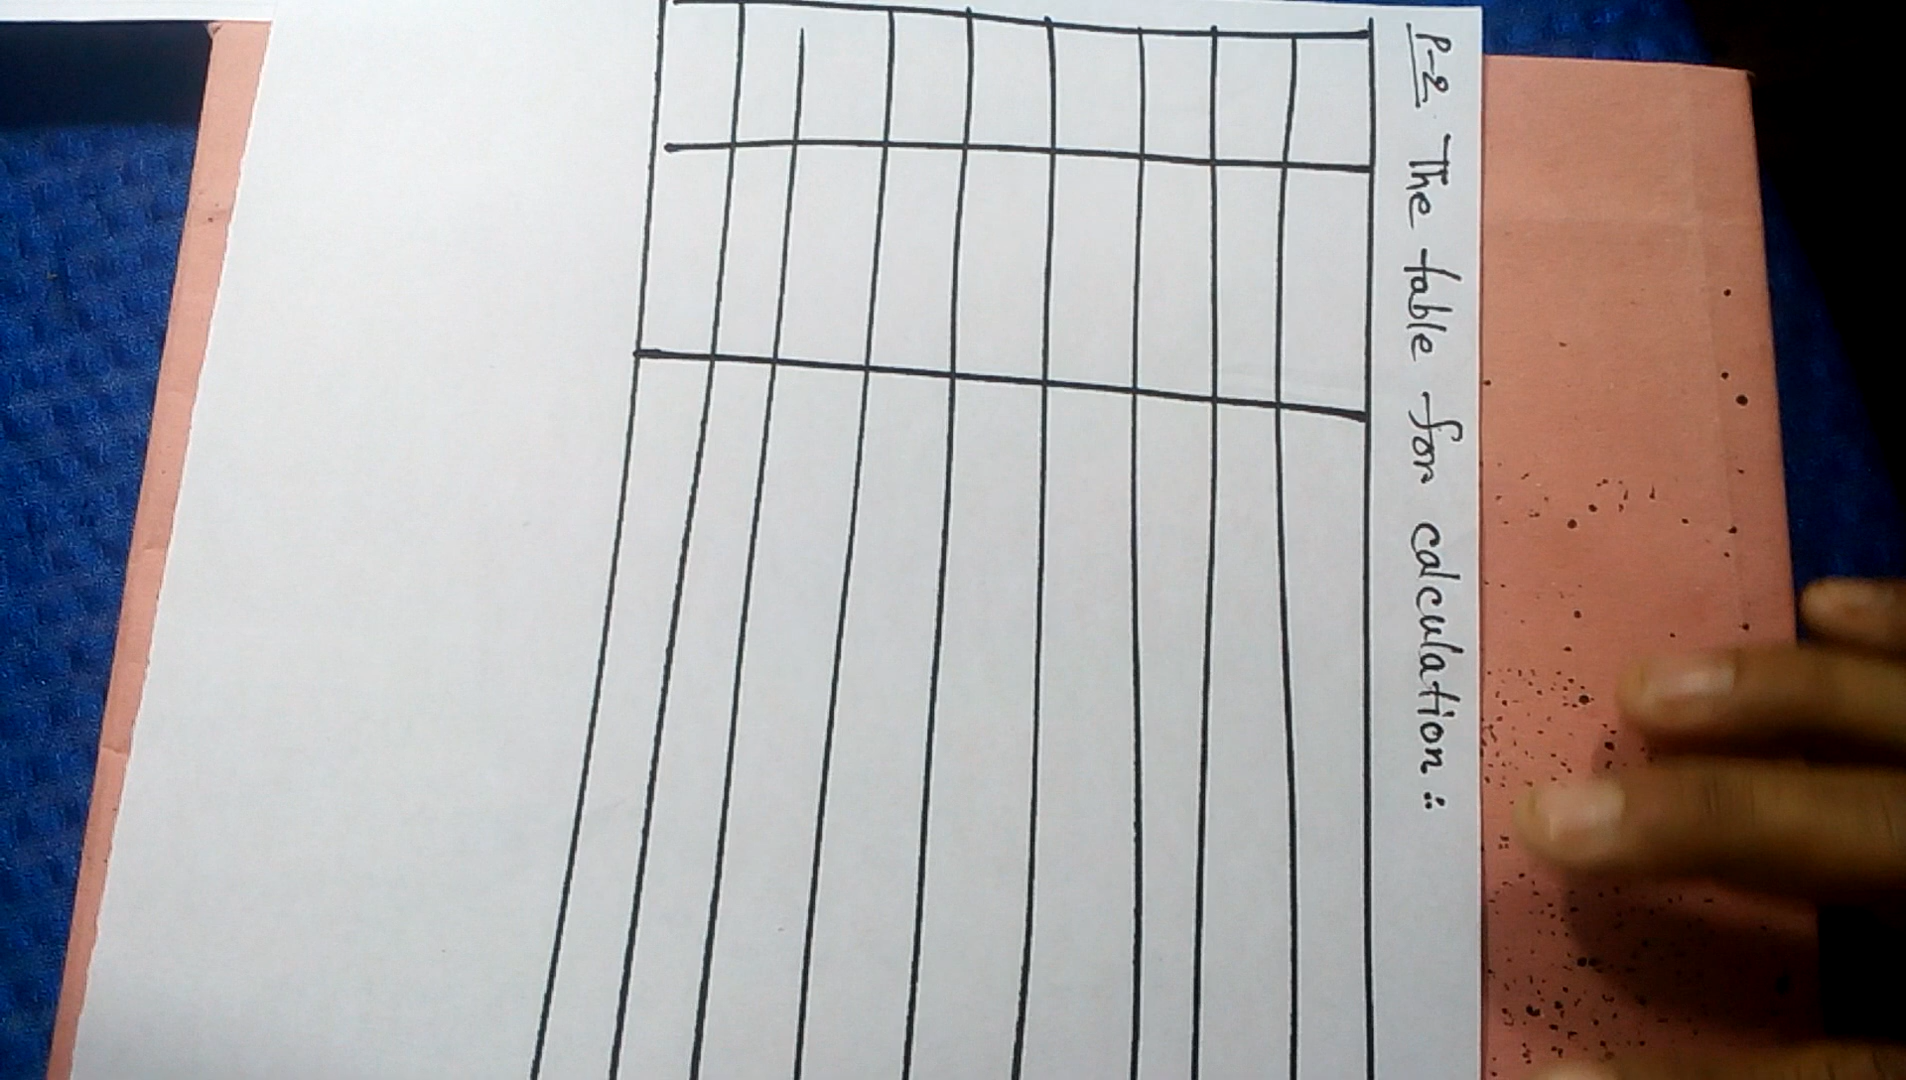 P-2 The table for calculation :